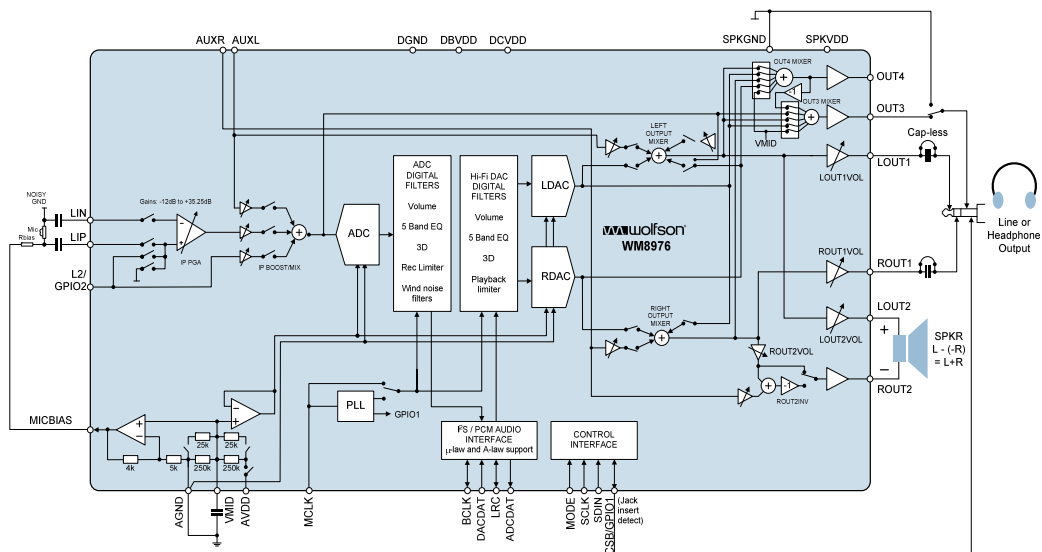 AUXR
AUXL
DGND
DBVDD
DCVDD
SPKGND
SPKVDD
OUT4 MIXER
OUT4
-1
OUT3 MIXER
OUT3
VMID
LEFT
OUTPUT
MIXER
Cap-less
LOUT1
LOUT1VOL
Line or
Headphone
Output
NOISY
GND
Mic
Rbias
LIN
LIP
L2/
GPIO2
Gains: -12dB to +35.25dB
IP PGA
IP BOOST/MIX
ADC
ADC
DIGITAL
FILTERS
Volume
5 Band EQ
3D
Rec Limiter
Wind noise
filters
Hi-Fi DAC
DIGITAL
FILTERS
Volume
5 Band EQ
3D
Playback
limiter
LDAC
RDAC
wolfson
WM8976
ROUT1VOL
ROUT1
RIGHT
OUTPUT
MIXER
LOUT2
LOUT2VOL
SPKR
L - (-R)
= L+R
ROUT2VOL
ROUT2
-1
ROUT2INV
MICBIAS
4k
5k
25k
25k
250k
250k
PLL
GPIO1
I²S / PCM AUDIO
INTERFACE
μ-law and A-law support
CONTROL
INTERFACE
AGND
VMID
AVDD
MCLK
BCLK
DACDAT
LRC
ADCDAT
MODE
SCLK
SDIN
CSB/GPIO1
(Jack
insert
detect)